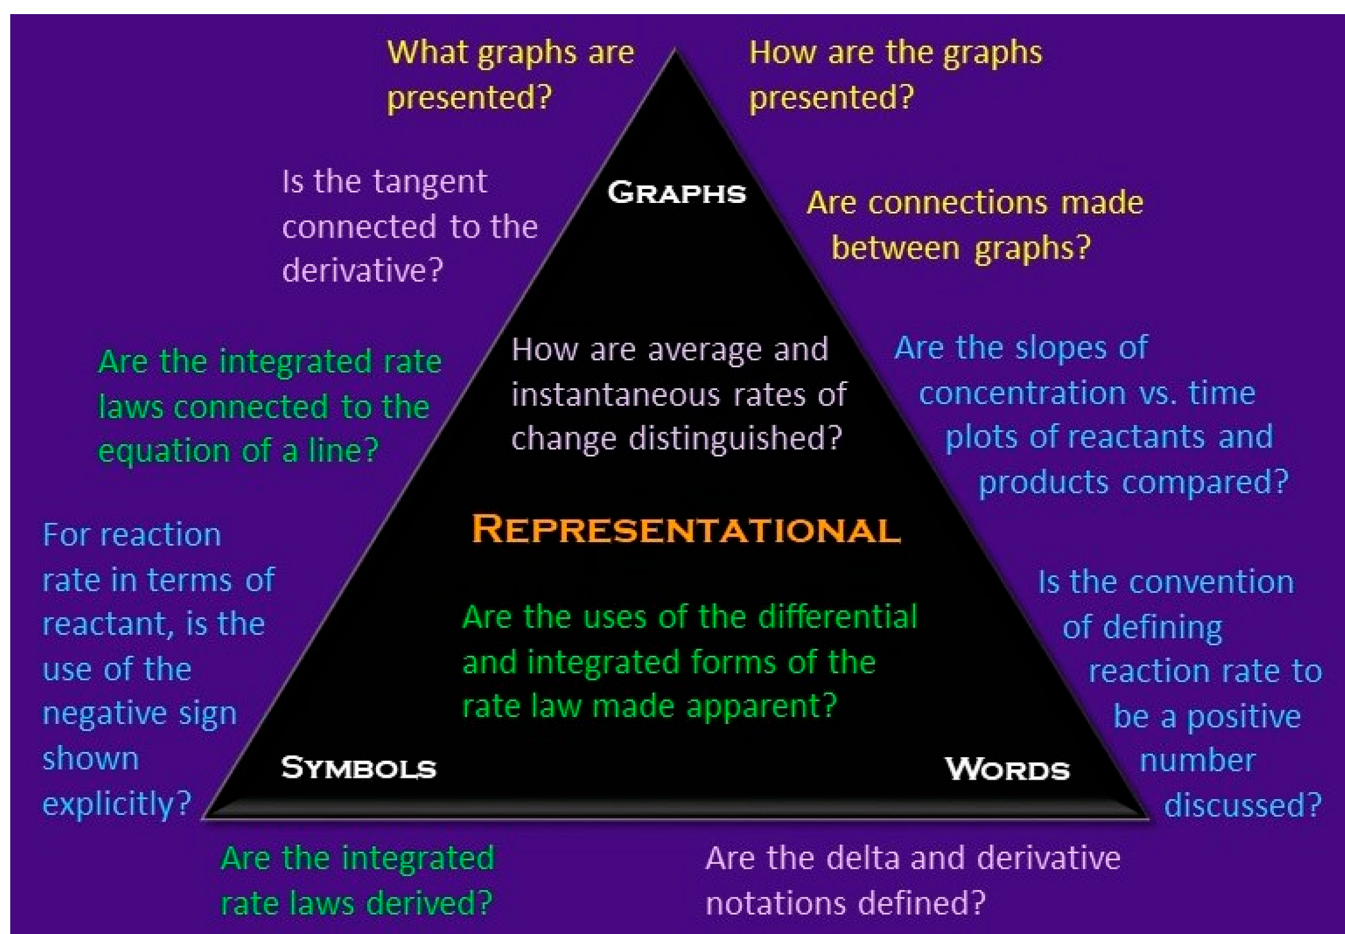 What graphs are
presented?
How are the graphs
presented?
Is the tangent
connected to the
derivative?
GRAPHS
Are connections made
between graphs?
Are the integrated rate
laws connected to the
equation of a line?
How are average and
instantaneous rates of
change distinguished?
Are the slopes of
concentration vs. time
plots of reactants and
products compared?
REPRESENTATIONAL
For reaction
rate in terms of
reactant, is the
use of the
negative sign
shown
explicitly?
Are the uses of the differential
and integrated forms of the
rate law made apparent?
Is the convention
of defining
reaction rate to
be a positive
number
discussed?
SYMBOLS
WORDS
Are the integrated
rate laws derived?
Are the delta and derivative
notations defined?